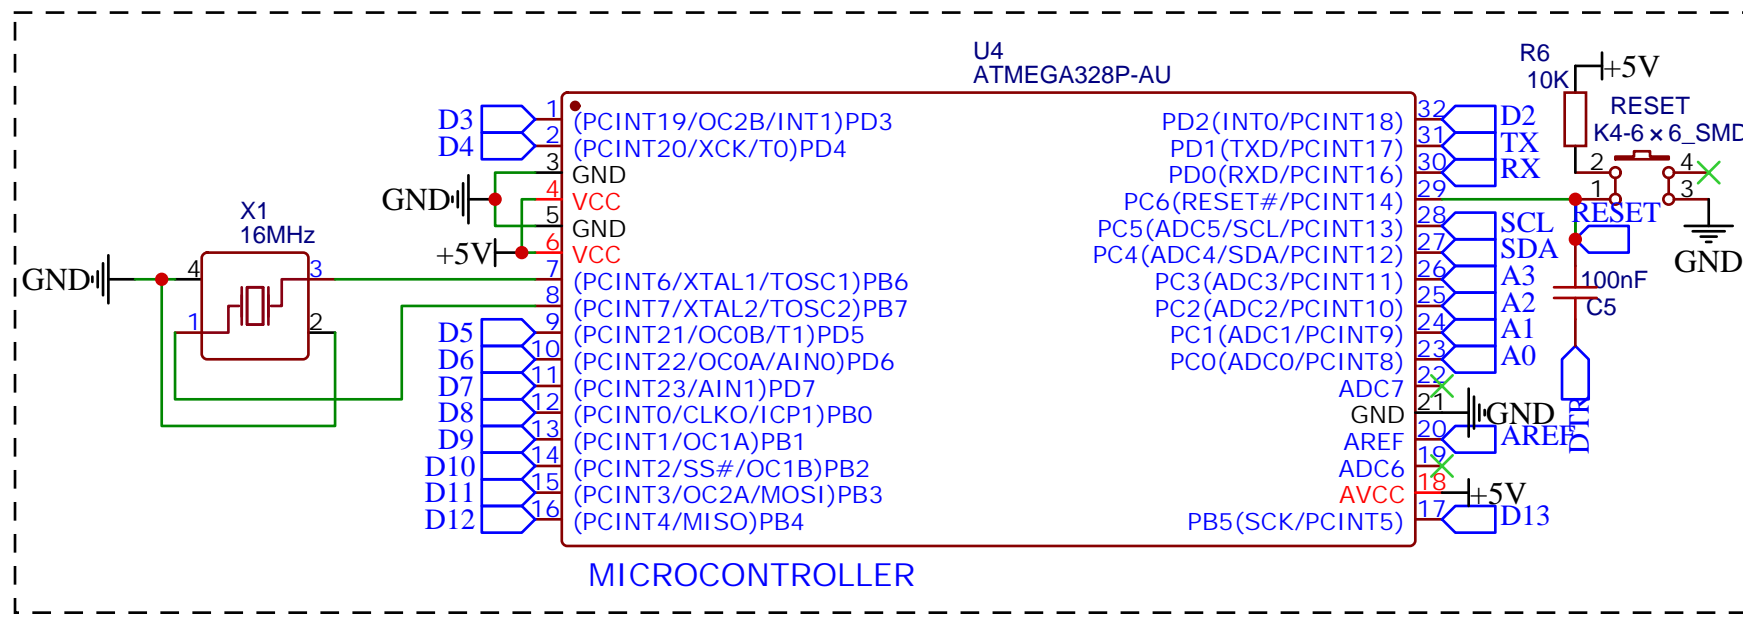 U4
ATMEGA328P-AU
R6
10K
+5V
RESET
K4-6×6_SMD
2
4
1
3
RESET
GND
100nF
C5
DTR
X1
16MHz
GND
4
3
1
2
GND
+5V
D3 1 (PCINT19/OC2B/INT1)PD3
D4 2 (PCINT20/XCK/T0)PD4
3 GND
4 VCC
5 GND
6 VCC
7 (PCINT6/XTAL1/TOSC1)PB6
8 (PCINT7/XTAL2/TOSC2)PB7
D5 9 (PCINT21/OC0B/T1)PD5
D6 10 (PCINT22/OC0A/AIN0)PD6
D7 11 (PCINT23/AIN1)PD7
D8 12 (PCINT0/CLKO/ICP1)PB0
D9 13 (PCINT1/OC1A)PB1
D10 14 (PCINT2/SS#/OC1B)PB2
D11 15 (PCINT3/OC2A/MOSI)PB3
D12 16 (PCINT4/MISO)PB4
PD2(INT0/PCINT18) 32 D2
PD1(TXD/PCINT17) 31 TX
PD0(RXD/PCINT16) 30 RX
PC6(RESET#/PCINT14) 29
PC5(ADC5/SCL/PCINT13) 28 SCL
PC4(ADC4/SDA/PCINT12) 27 SDA
PC3(ADC3/PCINT11) 26 A3
PC2(ADC2/PCINT10) 25 A2
PC1(ADC1/PCINT9) 24 A1
PC0(ADC0/PCINT8) 23 A0
ADC7 22
GND 21 GND
AREF 20 AREF
ADC6 19
AVCC 18 +5V
PB5(SCK/PCINT5) 17 D13
MICROCONTROLLER